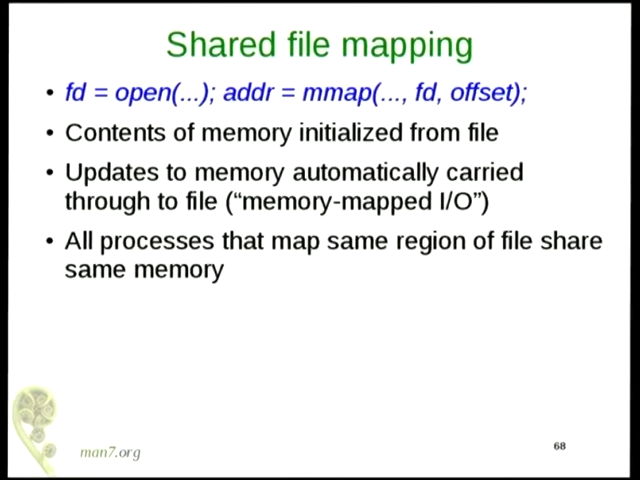 Shared file mapping
• fd = open(...); addr = mmap(..., fd, offset);
• Contents of memory initialized from file
• Updates to memory automatically carried
through to file (“memory-mapped I/O”)
• All processes that map same region of file share
same memory
man7.org
68